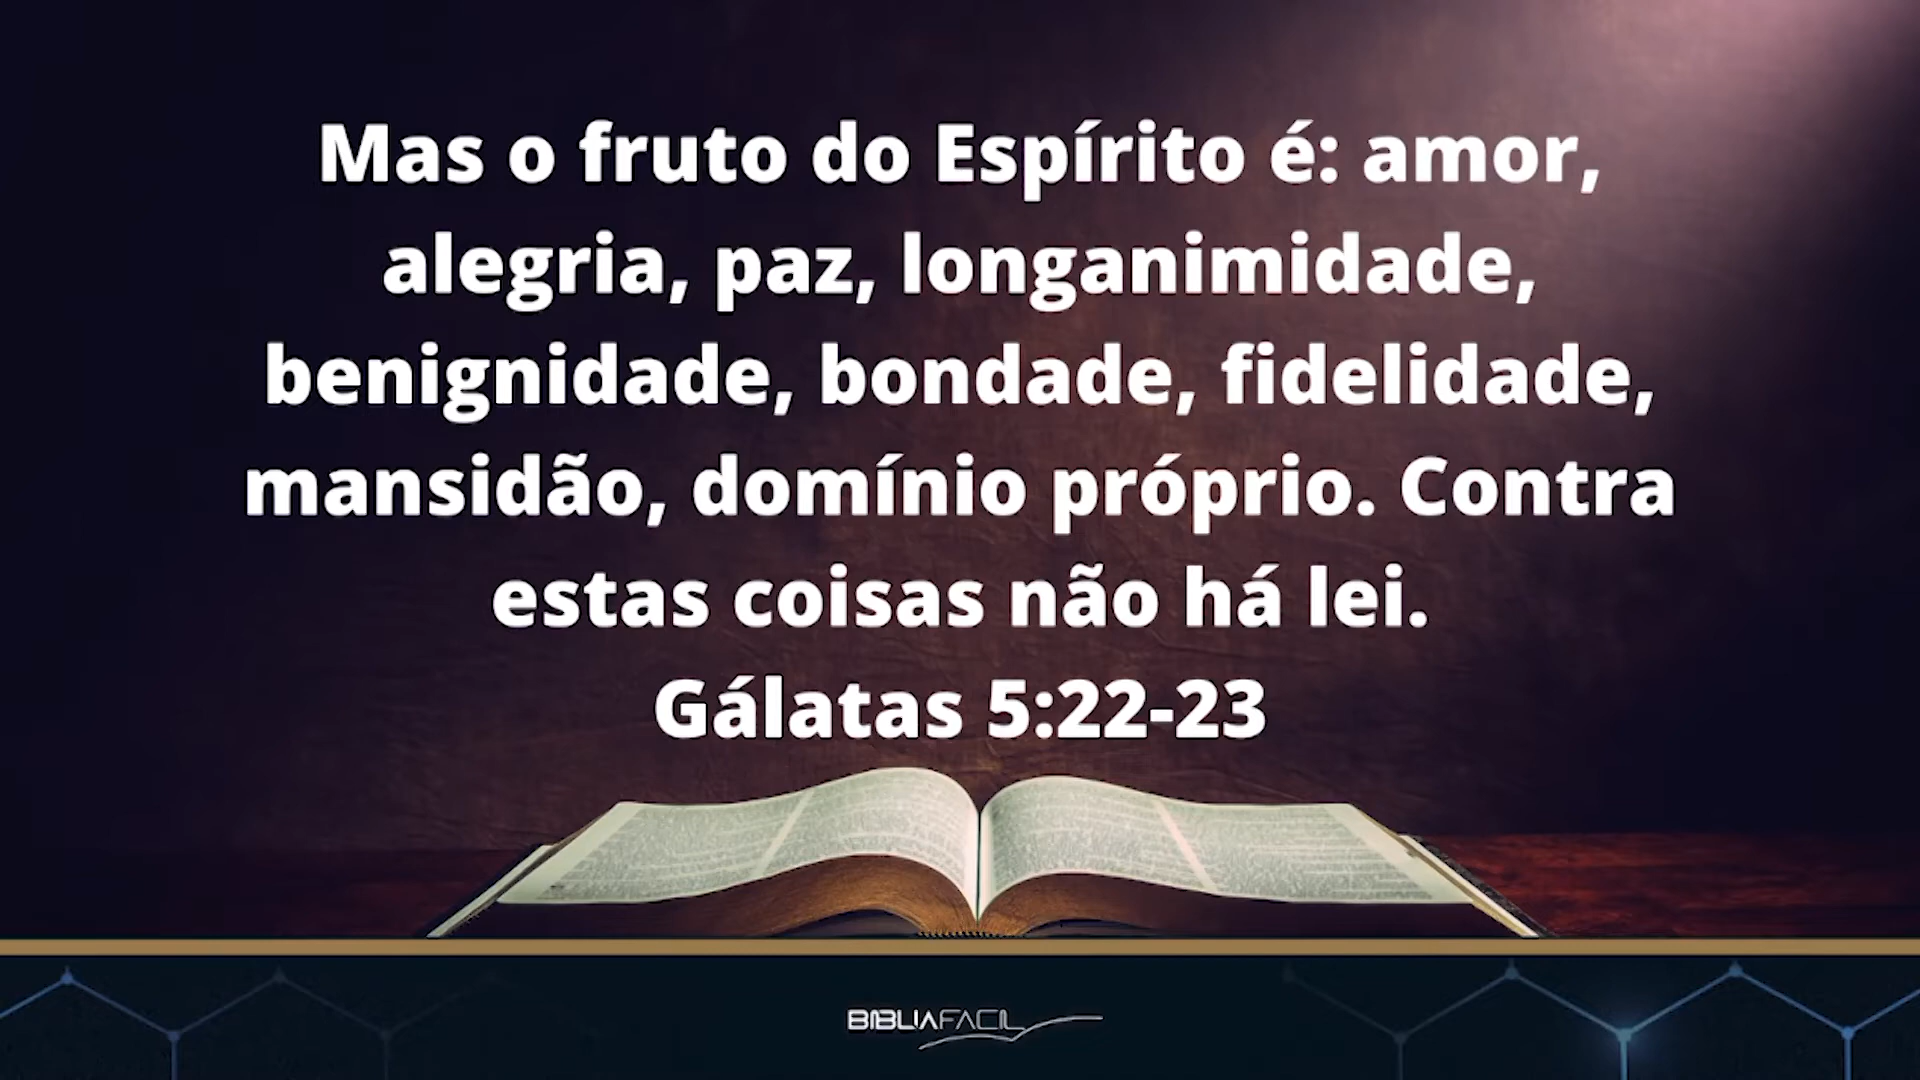 Mas o fruto do Espírito é: amor,
alegria, paz, longanimidade,
benignidade, bondade, fidelidade,
mansidão, domínio próprio. Contra
estas coisas não há lei.
Gálatas 5:22-23
BIBLIAFACIL